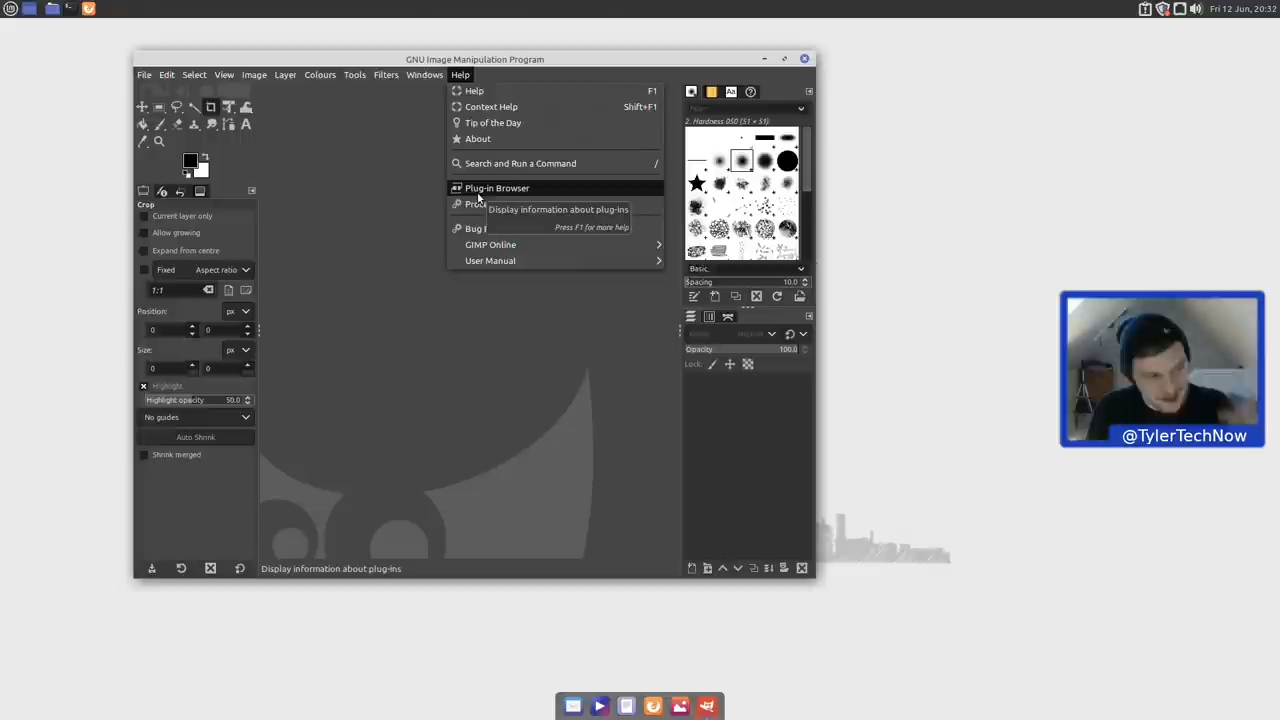 Fri 12 Jun, 20:32
GNU Image Manipulation Program
File Edit Select View Image Layer Colours Tools Filters Windows Help
Help F1
Context Help Shift+F1
Tip of the Day
About
Search and Run a Command /
Plug-in Browser
Display information about plug-ins
Press F1 for more help
GIMP Online
User Manual
Crop
Current layer only
Allow growing
Expand from centre
Fixed Aspect ratio
1:1
Position: px
0 0
Size: px
0 0
Highlight
Highlight opacity 50.0
No guides
Auto Shrink
Shrink merged
Display information about plug-ins
Aa
2. Hardness 050 (51 × 51)
Basic,
Spacing 10.0
Opacity 100.0
Lock:
@TylerTechNow